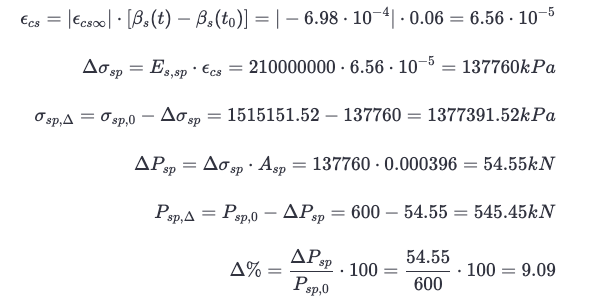 ϵcs = |ϵcs∞| · [βs(t) − βs(t0)] = | − 6.98 · 10⁻⁴| · 0.06 = 6.56 · 10⁻⁵
Δσsp = Es,sp · ϵcs = 210000000 · 6.56 · 10⁻⁵ = 137760kPa
σsp,Δ = σsp,0 − Δσsp = 1515151.52 − 137760 = 1377391.52kPa
ΔPsp = Δσsp · Asp = 137760 · 0.000396 = 54.55kN
Psp,Δ = Psp,0 − ΔPsp = 600 − 54.55 = 545.45kN
Δ% = ΔPsp / Psp,0 · 100 = 54.55 / 600 · 100 = 9.09